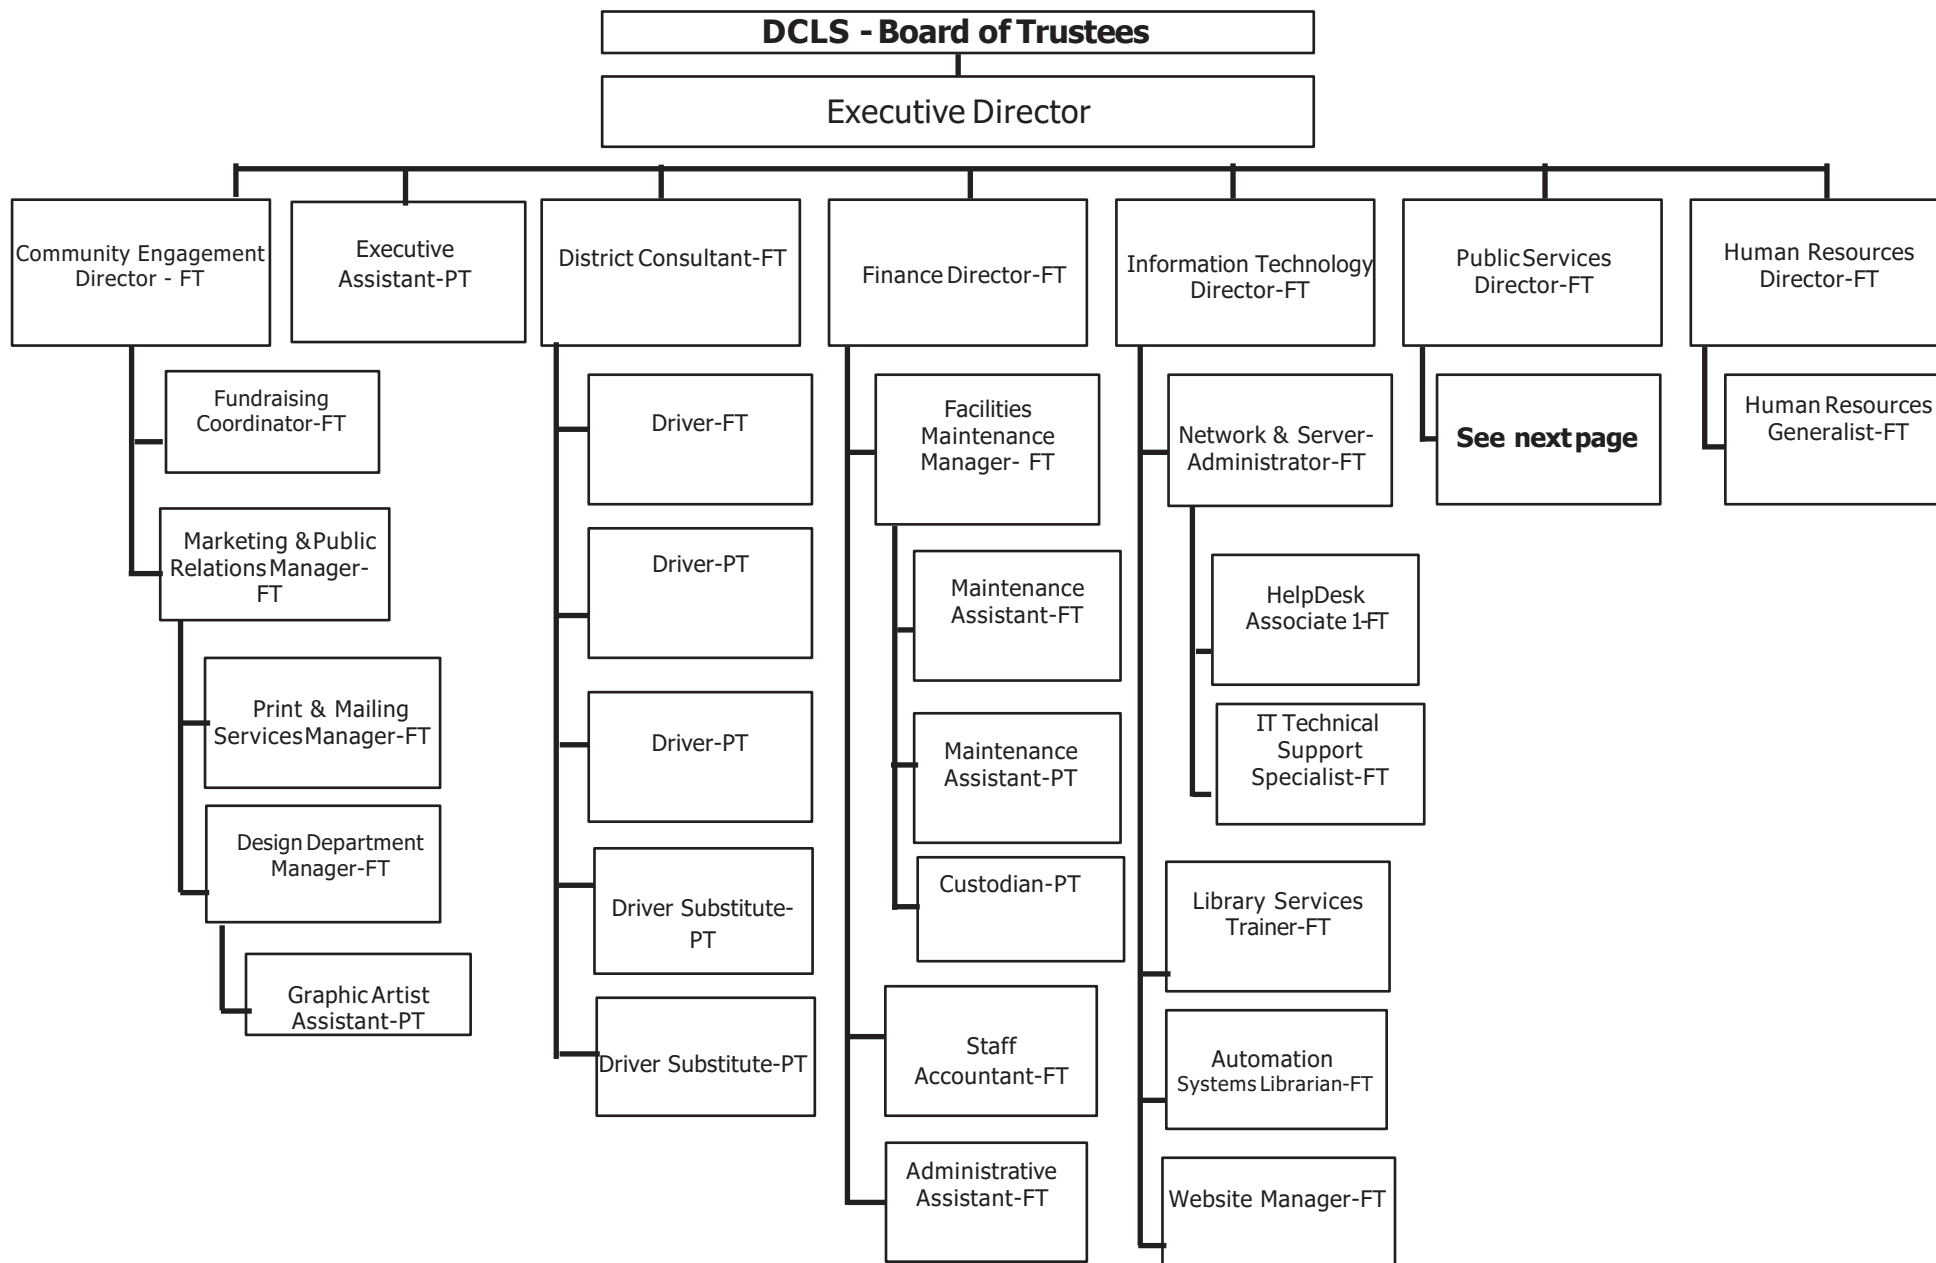 DCLS - Board of Trustees
Executive Director
Community Engagement
Director - FT
Executive
Assistant-PT
District Consultant-FT
Finance Director-FT
Information Technology
Director-FT
Public Services
Director-FT
Human Resources
Director-FT
Fundraising
Coordinator-FT
Marketing & Public
Relations Manager-
FT
Print & Mailing
Services Manager-FT
Design Department
Manager-FT
Graphic Artist
Assistant-PT
Driver-FT
Driver-PT
Driver-PT
Driver Substitute-
PT
Driver Substitute-PT
Facilities
Maintenance
Manager- FT
Maintenance
Assistant-FT
Maintenance
Assistant-PT
Custodian-PT
Staff
Accountant-FT
Administrative
Assistant-FT
Network & Server-
Administrator-FT
HelpDesk
Associate 1-FT
IT Technical
Support
Specialist-FT
Library Services
Trainer-FT
Automation
Systems Librarian-FT
Website Manager-FT
See next page
Human Resources
Generalist-FT